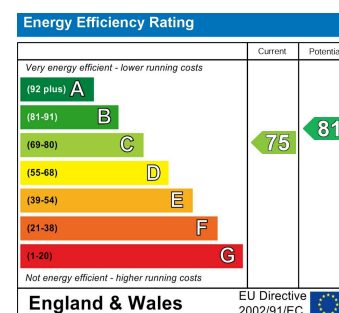 Energy Efficiency Rating
Current Potentia
Very energy efficient - lower running costs
(92 plus) A
(81-91) B 81
(69-80) C 75
(55-68) D
(39-54) E
(21-38) F
(1-20) G
Not energy efficient - higher running costs
England & Wales
EU Directive
2002/91/EC